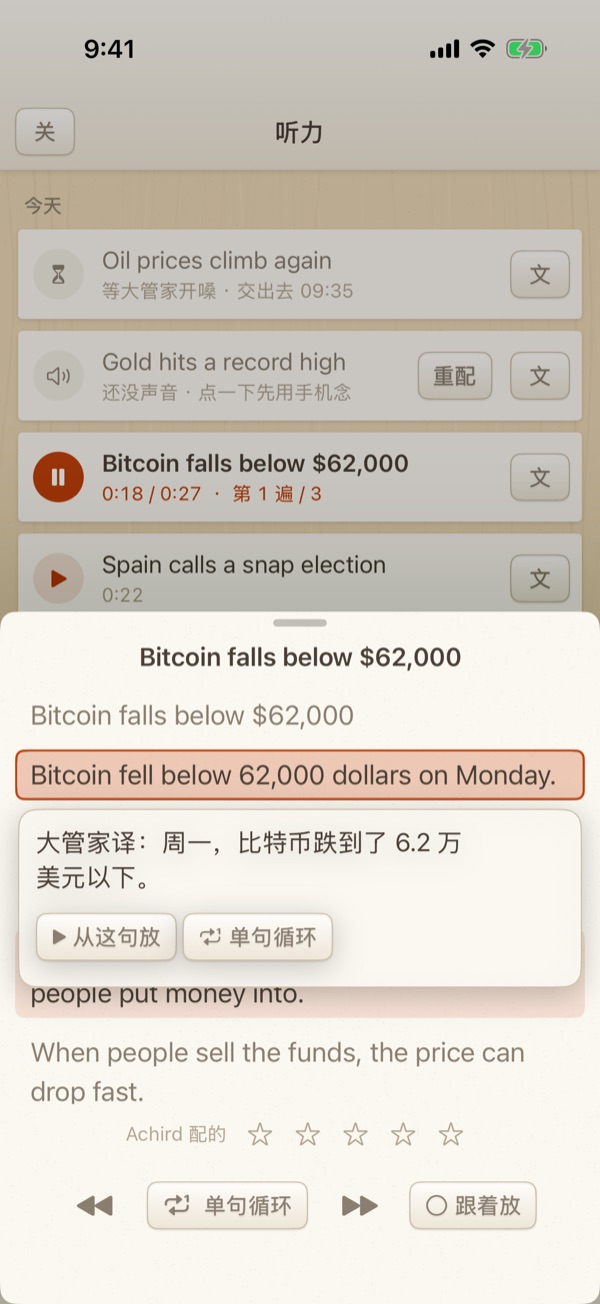 9:41
关
听力
今天
Oil prices climb again
等大管家开嗓 · 交出去 09:35
文
Gold hits a record high
还没声音 · 点一下先用手机念
重配
文
Bitcoin falls below $62,000
0:18 / 0:27 · 第 1 遍 / 3
文
Spain calls a snap election
0:22
文
Bitcoin falls below $62,000
Bitcoin falls below $62,000
Bitcoin fell below 62,000 dollars on Monday.
大管家译：周一，比特币跌到了 6.2 万
美元以下。
从这句放
单句循环
people put money into.
When people sell the funds, the price can
drop fast.
Achird 配的
单句循环
跟着放